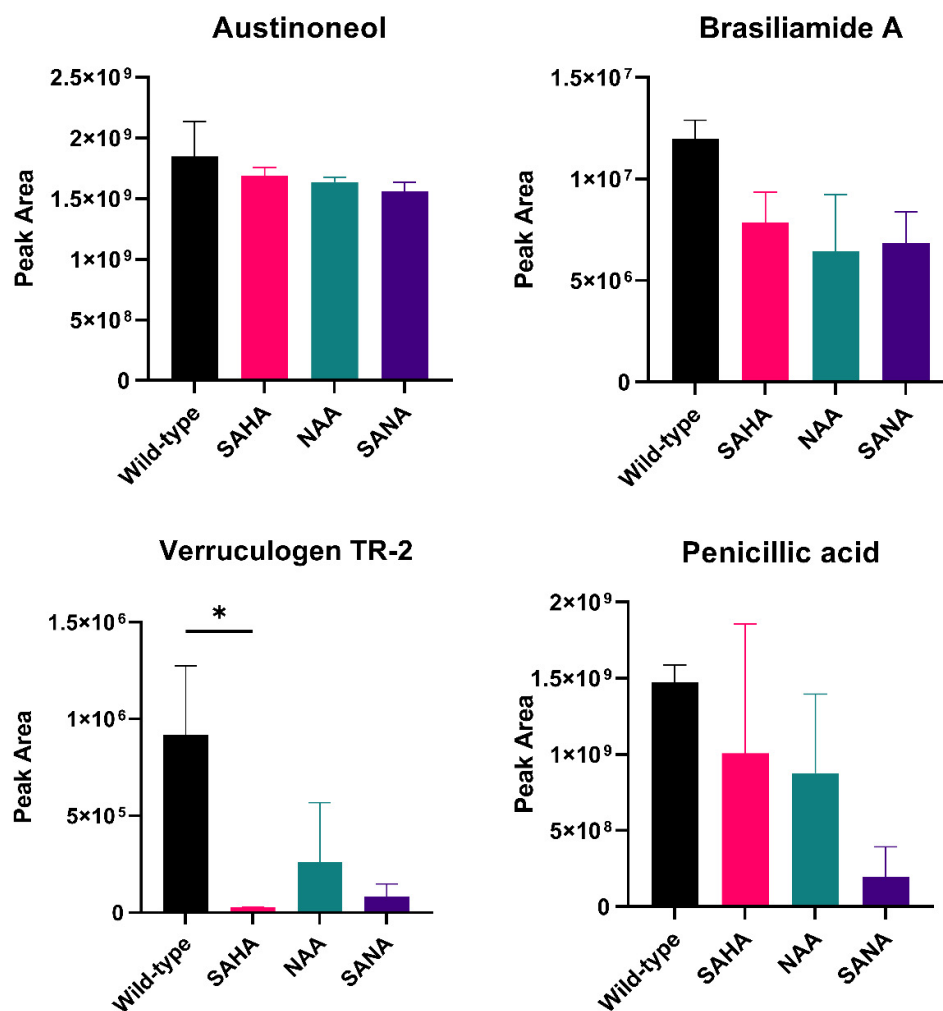 Austinoneol
Peak Area
2.5×10⁹
2×10⁹
1.5×10⁹
1×10⁹
5×10⁸
0
Wild-type
SAHA
NAA
SANA
Brasiliamide A
Peak Area
1.5×10⁷
1×10⁷
5×10⁶
0
Wild-type
SAHA
NAA
SANA
Verruculogen TR-2
Peak Area
1.5×10⁶
1×10⁶
5×10⁵
0
*
Wild-type
SAHA
NAA
SANA
Penicillic acid
Peak Area
2×10⁹
1.5×10⁹
1×10⁹
5×10⁸
0
Wild-type
SAHA
NAA
SANA